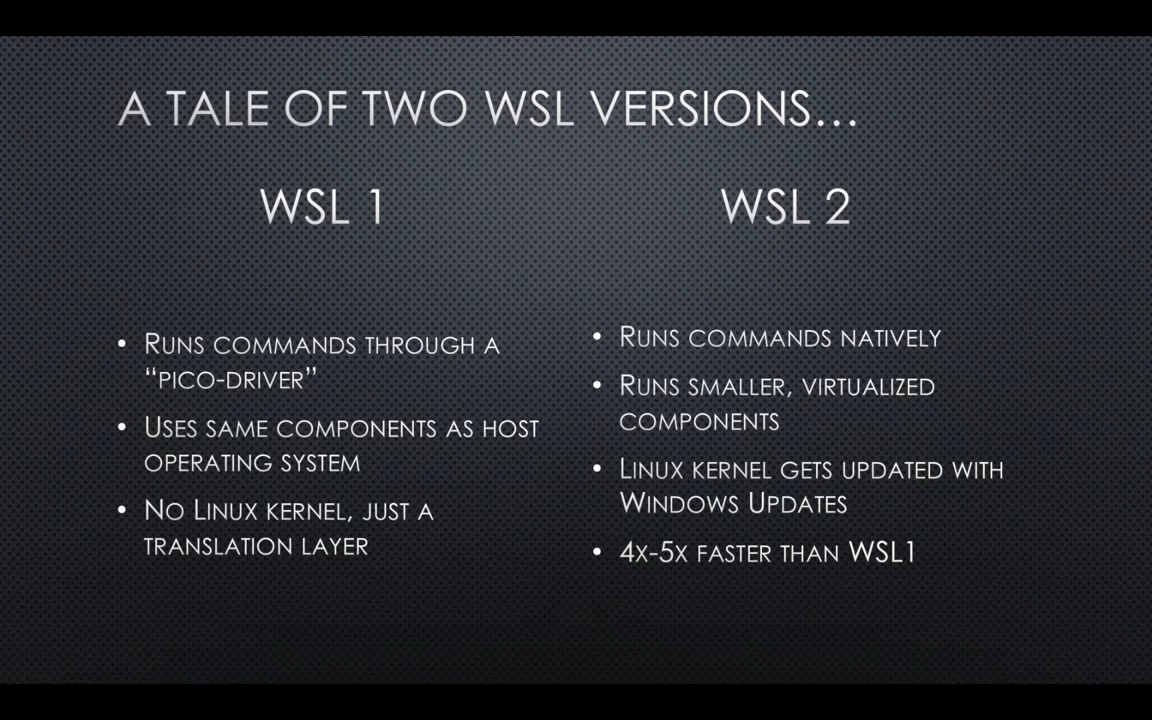 A TALE OF TWO WSL VERSIONS…
WSL 1
• RUNS COMMANDS THROUGH A
“PICO-DRIVER”
• USES SAME COMPONENTS AS HOST
OPERATING SYSTEM
• NO LINUX KERNEL, JUST A
TRANSLATION LAYER
WSL 2
• RUNS COMMANDS NATIVELY
• RUNS SMALLER, VIRTUALIZED
COMPONENTS
• LINUX KERNEL GETS UPDATED WITH
WINDOWS UPDATES
• 4X-5X FASTER THAN WSL1